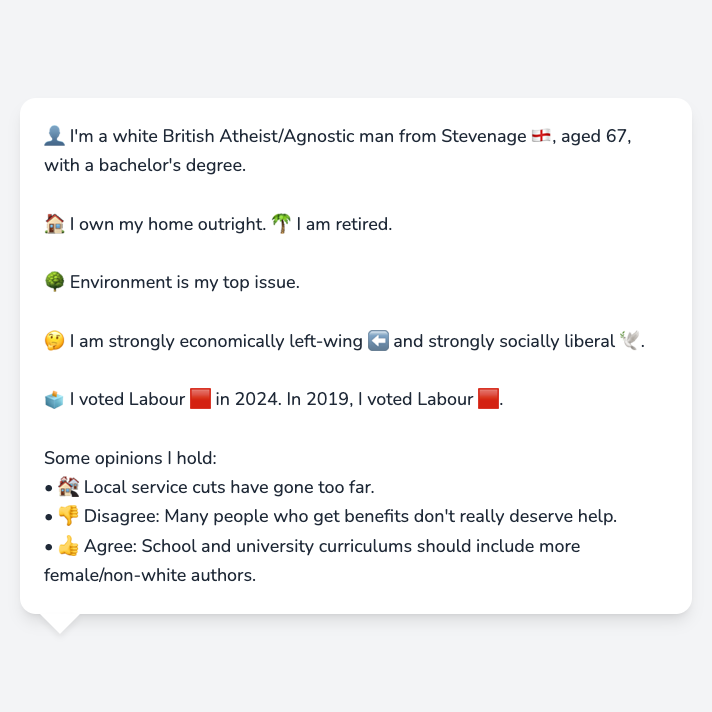 👤 I'm a white British Atheist/Agnostic man from Stevenage 🏴󠁧󠁢󠁥󠁮󠁧󠁿, aged 67,
with a bachelor's degree.
🏠 I own my home outright. 🌴 I am retired.
🌳 Environment is my top issue.
🤔 I am strongly economically left-wing ⬅️ and strongly socially liberal 🕊️.
🗳️ I voted Labour 🟥 in 2024. In 2019, I voted Labour 🟥.
Some opinions I hold:
• 🏚️ Local service cuts have gone too far.
• 👎 Disagree: Many people who get benefits don't really deserve help.
• 👍 Agree: School and university curriculums should include more
female/non-white authors.